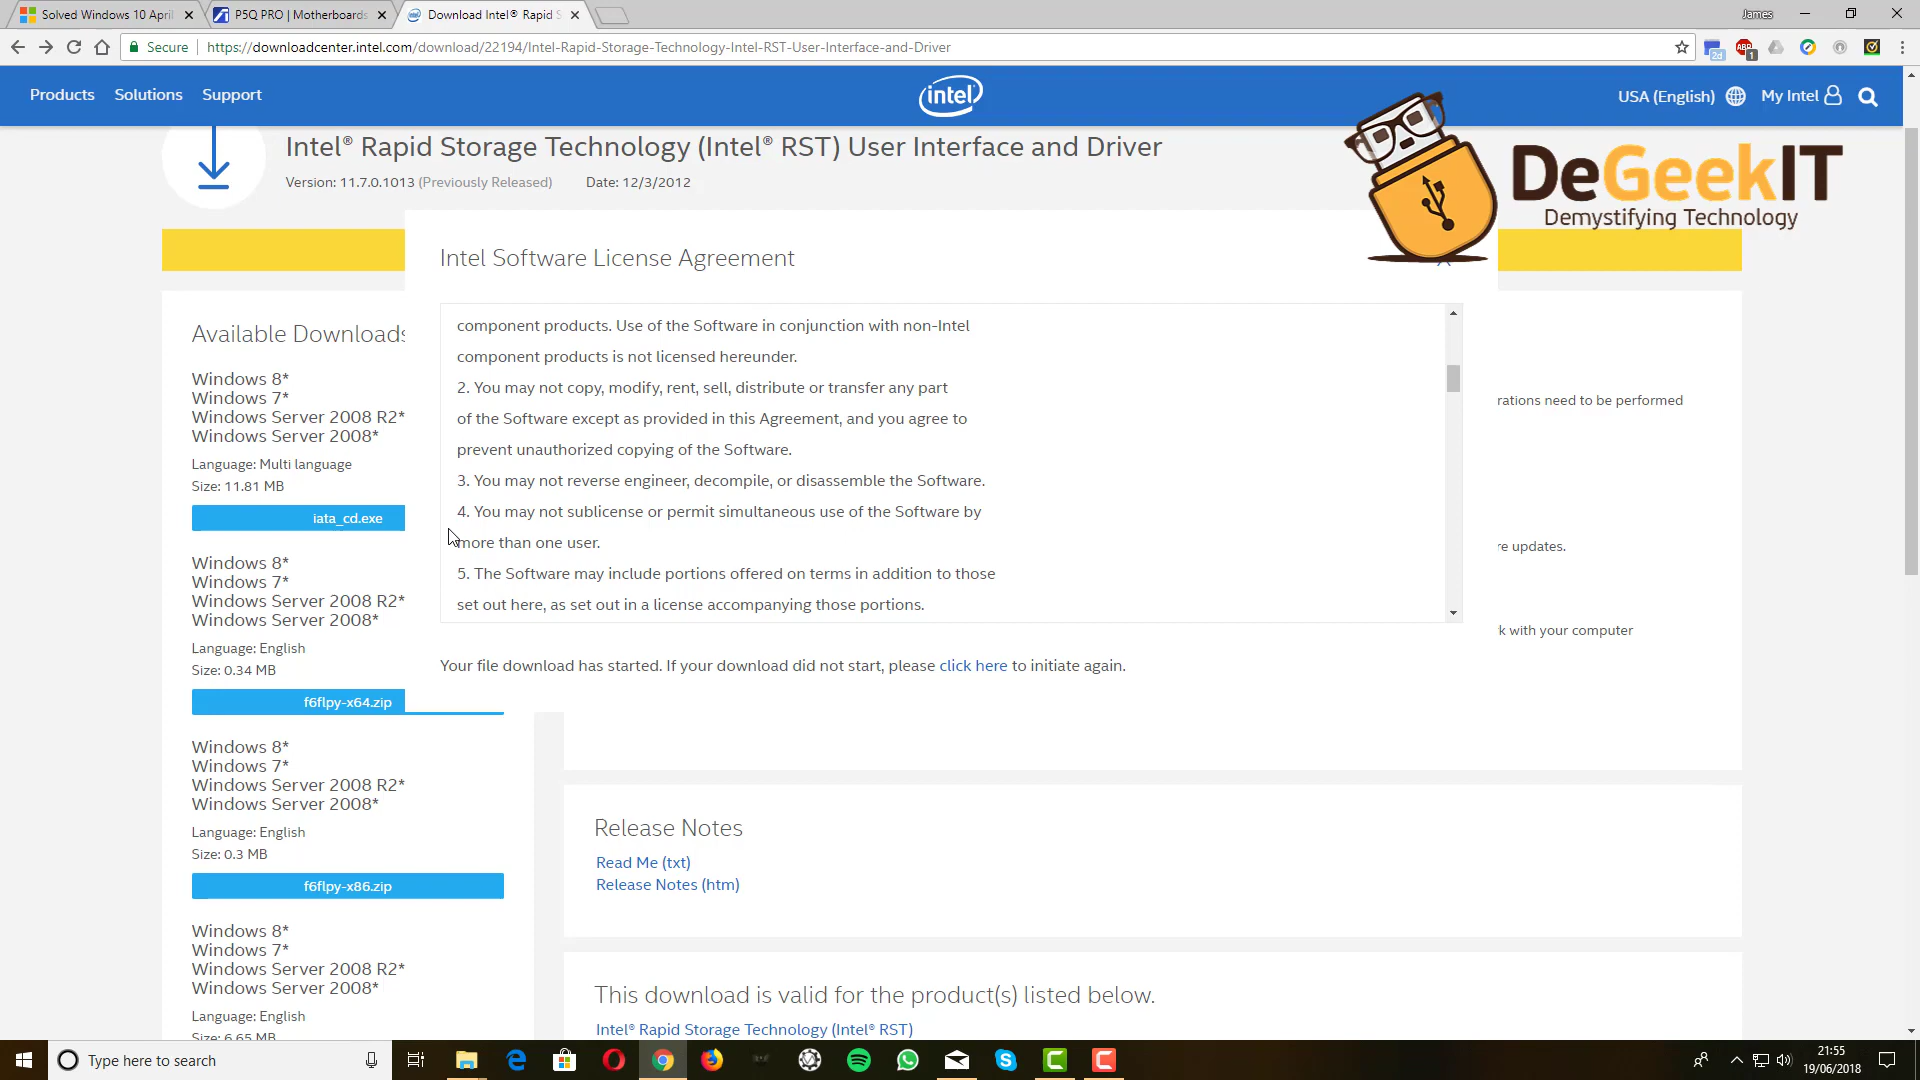 Solved Windows 10 April
P5Q PRO | Motherboards
Download Intel® Rapid S
James
Secure
https://downloadcenter.intel.com/download/22194/Intel-Rapid-Storage-Technology-Intel-RST-User-Interface-and-Driver
2d
ABP
1
Products
Solutions
Support
intel
USA (English)
My Intel
DeGeekIT
Demystifying Technology
Intel® Rapid Storage Technology (Intel® RST) User Interface and Driver
Version: 11.7.0.1013 (Previously Released)
Date: 12/3/2012
Intel Software License Agreement
component products. Use of the Software in conjunction with non-Intel
component products is not licensed hereunder.
2. You may not copy, modify, rent, sell, distribute or transfer any part
of the Software except as provided in this Agreement, and you agree to
prevent unauthorized copying of the Software.
3. You may not reverse engineer, decompile, or disassemble the Software.
4. You may not sublicense or permit simultaneous use of the Software by
more than one user.
5. The Software may include portions offered on terms in addition to those
set out here, as set out in a license accompanying those portions.
Your file download has started. If your download did not start, please click here to initiate again.
Available Downloads
Windows 8*
Windows 7*
Windows Server 2008 R2*
Windows Server 2008*
Language: Multi language
Size: 11.81 MB
iata_cd.exe
Windows 8*
Windows 7*
Windows Server 2008 R2*
Windows Server 2008*
Language: English
Size: 0.34 MB
f6flpy-x64.zip
Windows 8*
Windows 7*
Windows Server 2008 R2*
Windows Server 2008*
Language: English
Size: 0.3 MB
f6flpy-x86.zip
Windows 8*
Windows 7*
Windows Server 2008 R2*
Windows Server 2008*
Language: English
Size: 6.65 MB
rations need to be performed
re updates.
k with your computer
Release Notes
Read Me (txt)
Release Notes (htm)
This download is valid for the product(s) listed below.
Intel® Rapid Storage Technology (Intel® RST)
Type here to search
21:55
19/06/2018